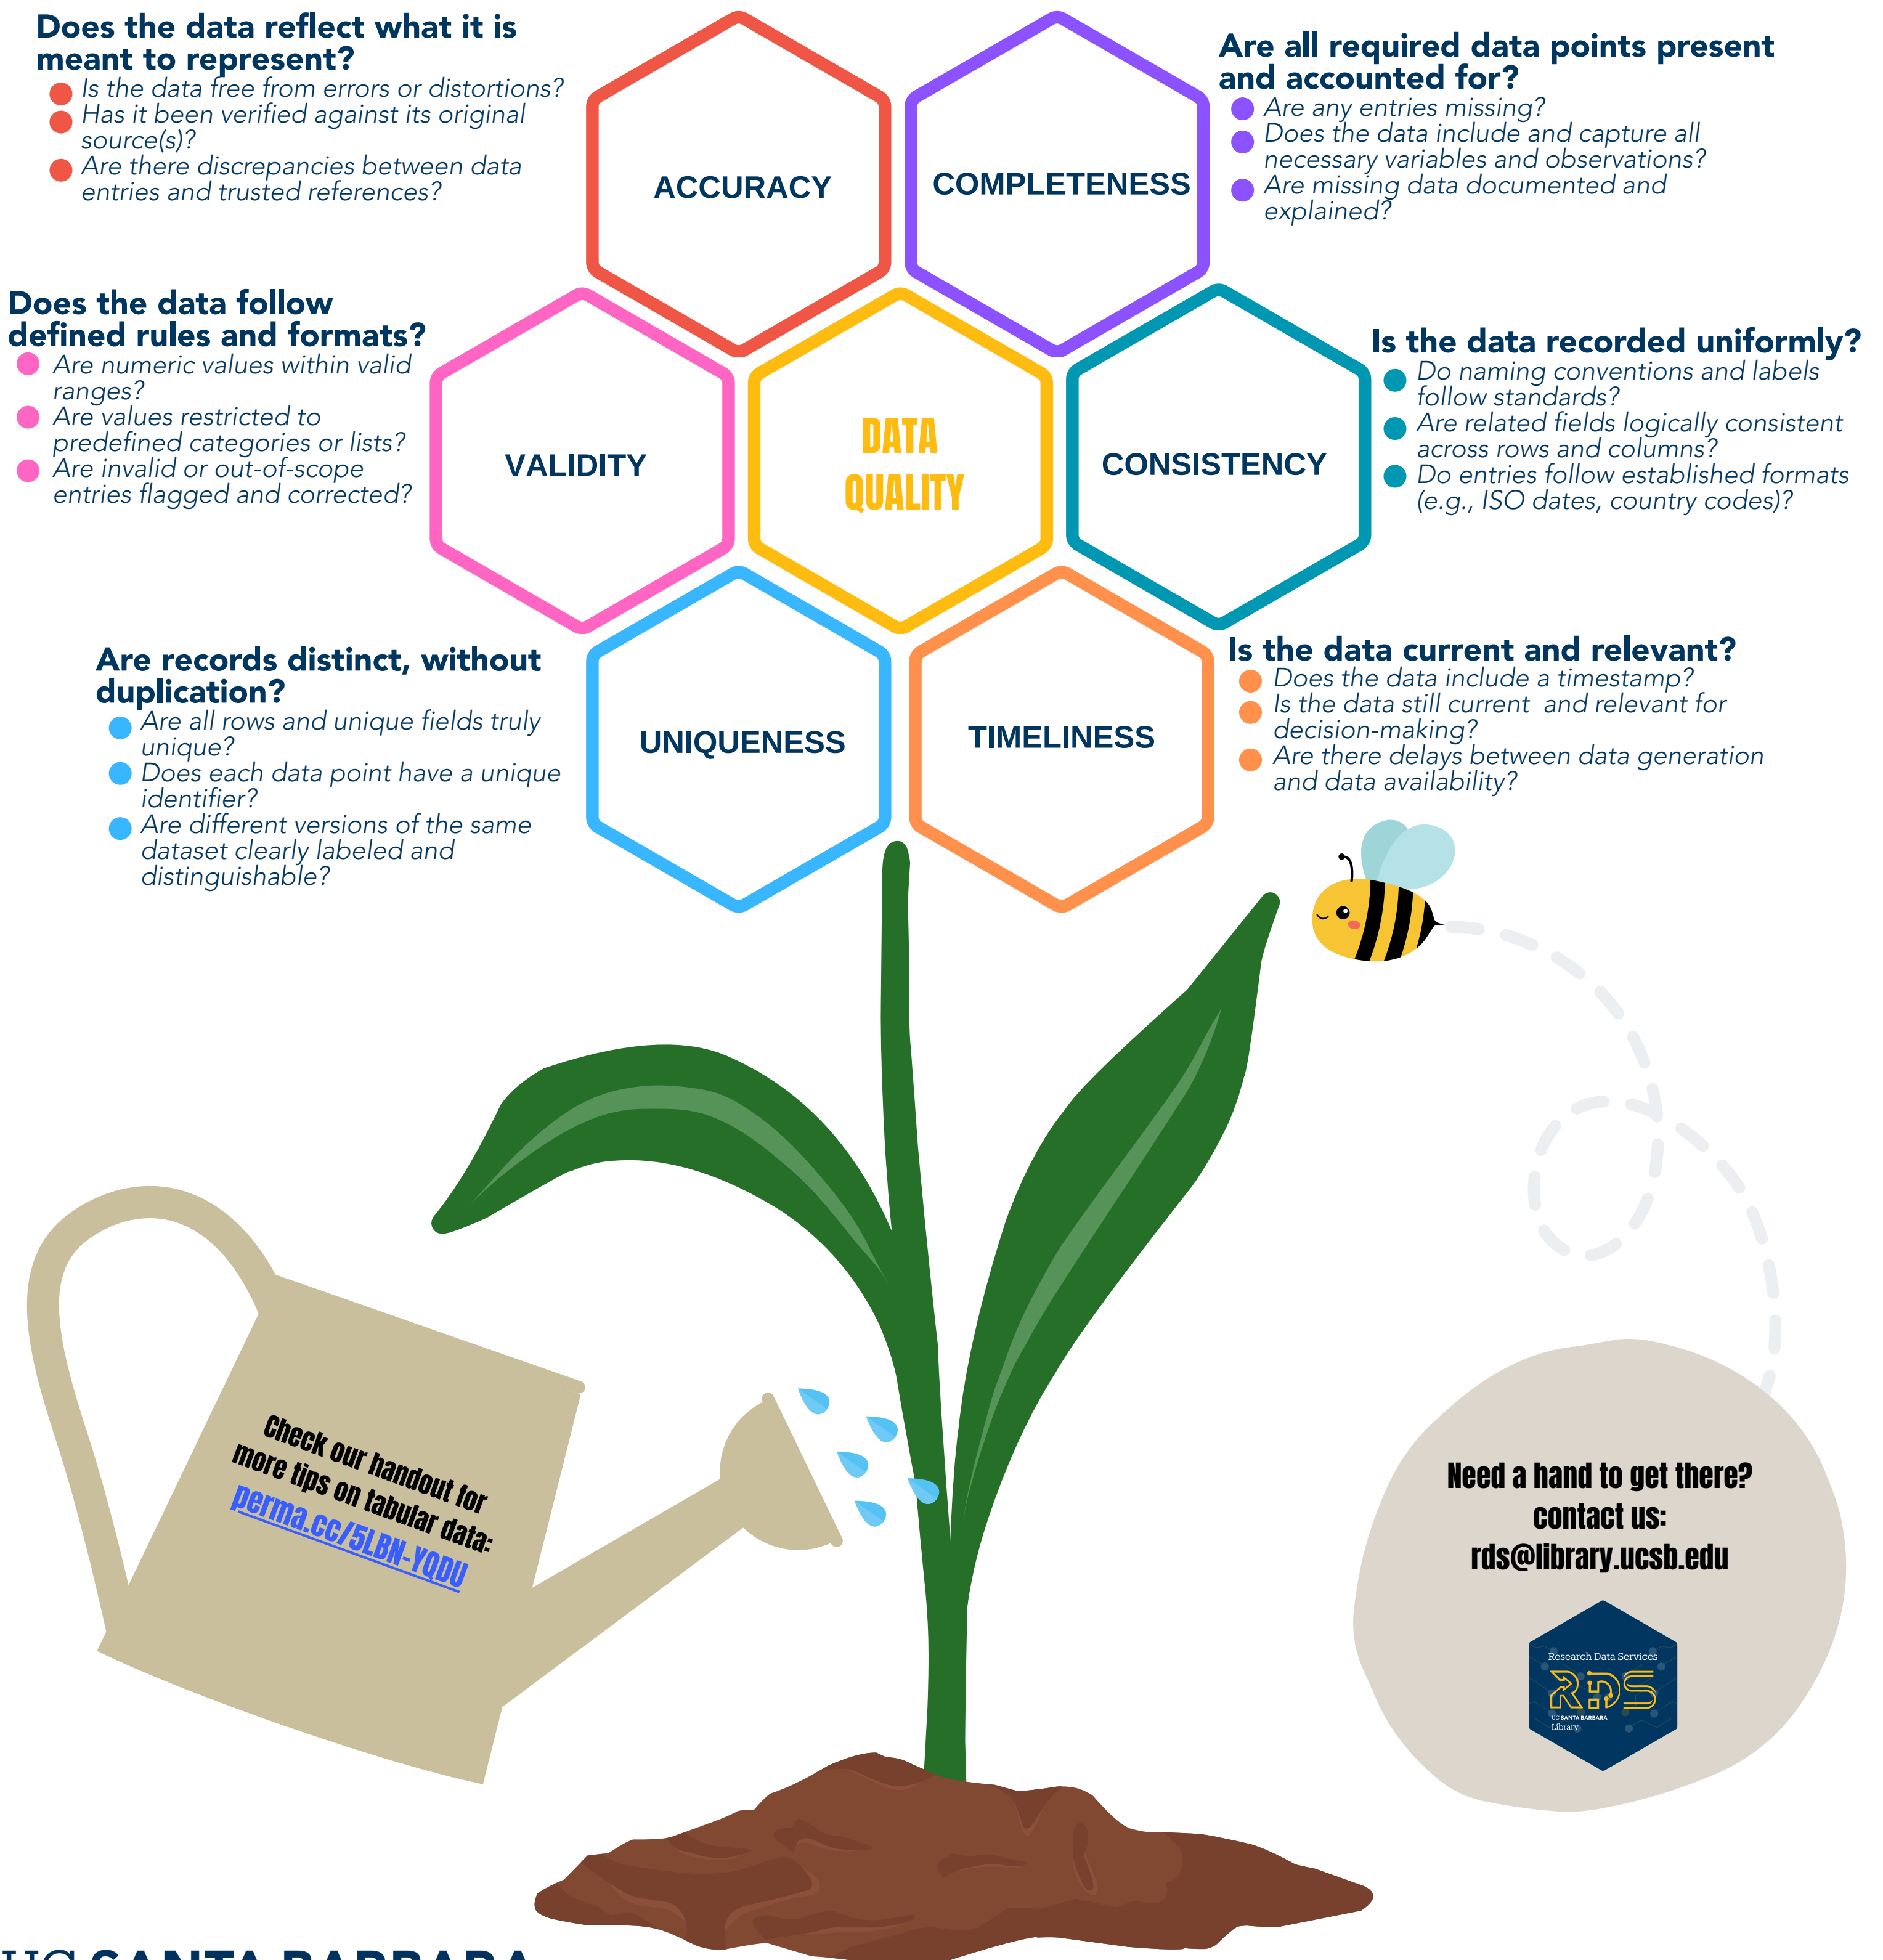 Does the data reflect what it is
meant to represent?
Is the data free from errors or distortions?
Has it been verified against its original
source(s)?
Are there discrepancies between data
entries and trusted references?
ACCURACY
COMPLETENESS
Are all required data points present
and accounted for?
Are any entries missing?
Does the data include and capture all
necessary variables and observations?
Are missing data documented and
explained?
Does the data follow
defined rules and formats?
Are numeric values within valid
ranges?
Are values restricted to
predefined categories or lists?
Are invalid or out-of-scope
entries flagged and corrected?
VALIDITY
DATA
QUALITY
CONSISTENCY
Is the data recorded uniformly?
Do naming conventions and labels
follow standards?
Are related fields logically consistent
across rows and columns?
Do entries follow established formats
(e.g., ISO dates, country codes)?
Are records distinct, without
duplication?
Are all rows and unique fields truly
unique?
Does each data point have a unique
identifier?
Are different versions of the same
dataset clearly labeled and
distinguishable?
UNIQUENESS
TIMELINESS
Is the data current and relevant?
Does the data include a timestamp?
Is the data still current and relevant for
decision-making?
Are there delays between data generation
and data availability?
Check our handout for
more tips on tabular data:
perma.cc/5LBN-YQDU
Need a hand to get there?
contact us:
rds@library.ucsb.edu
Research Data Services
RDS
UC SANTA BARBARA
Library
UC SANTA BARBARA